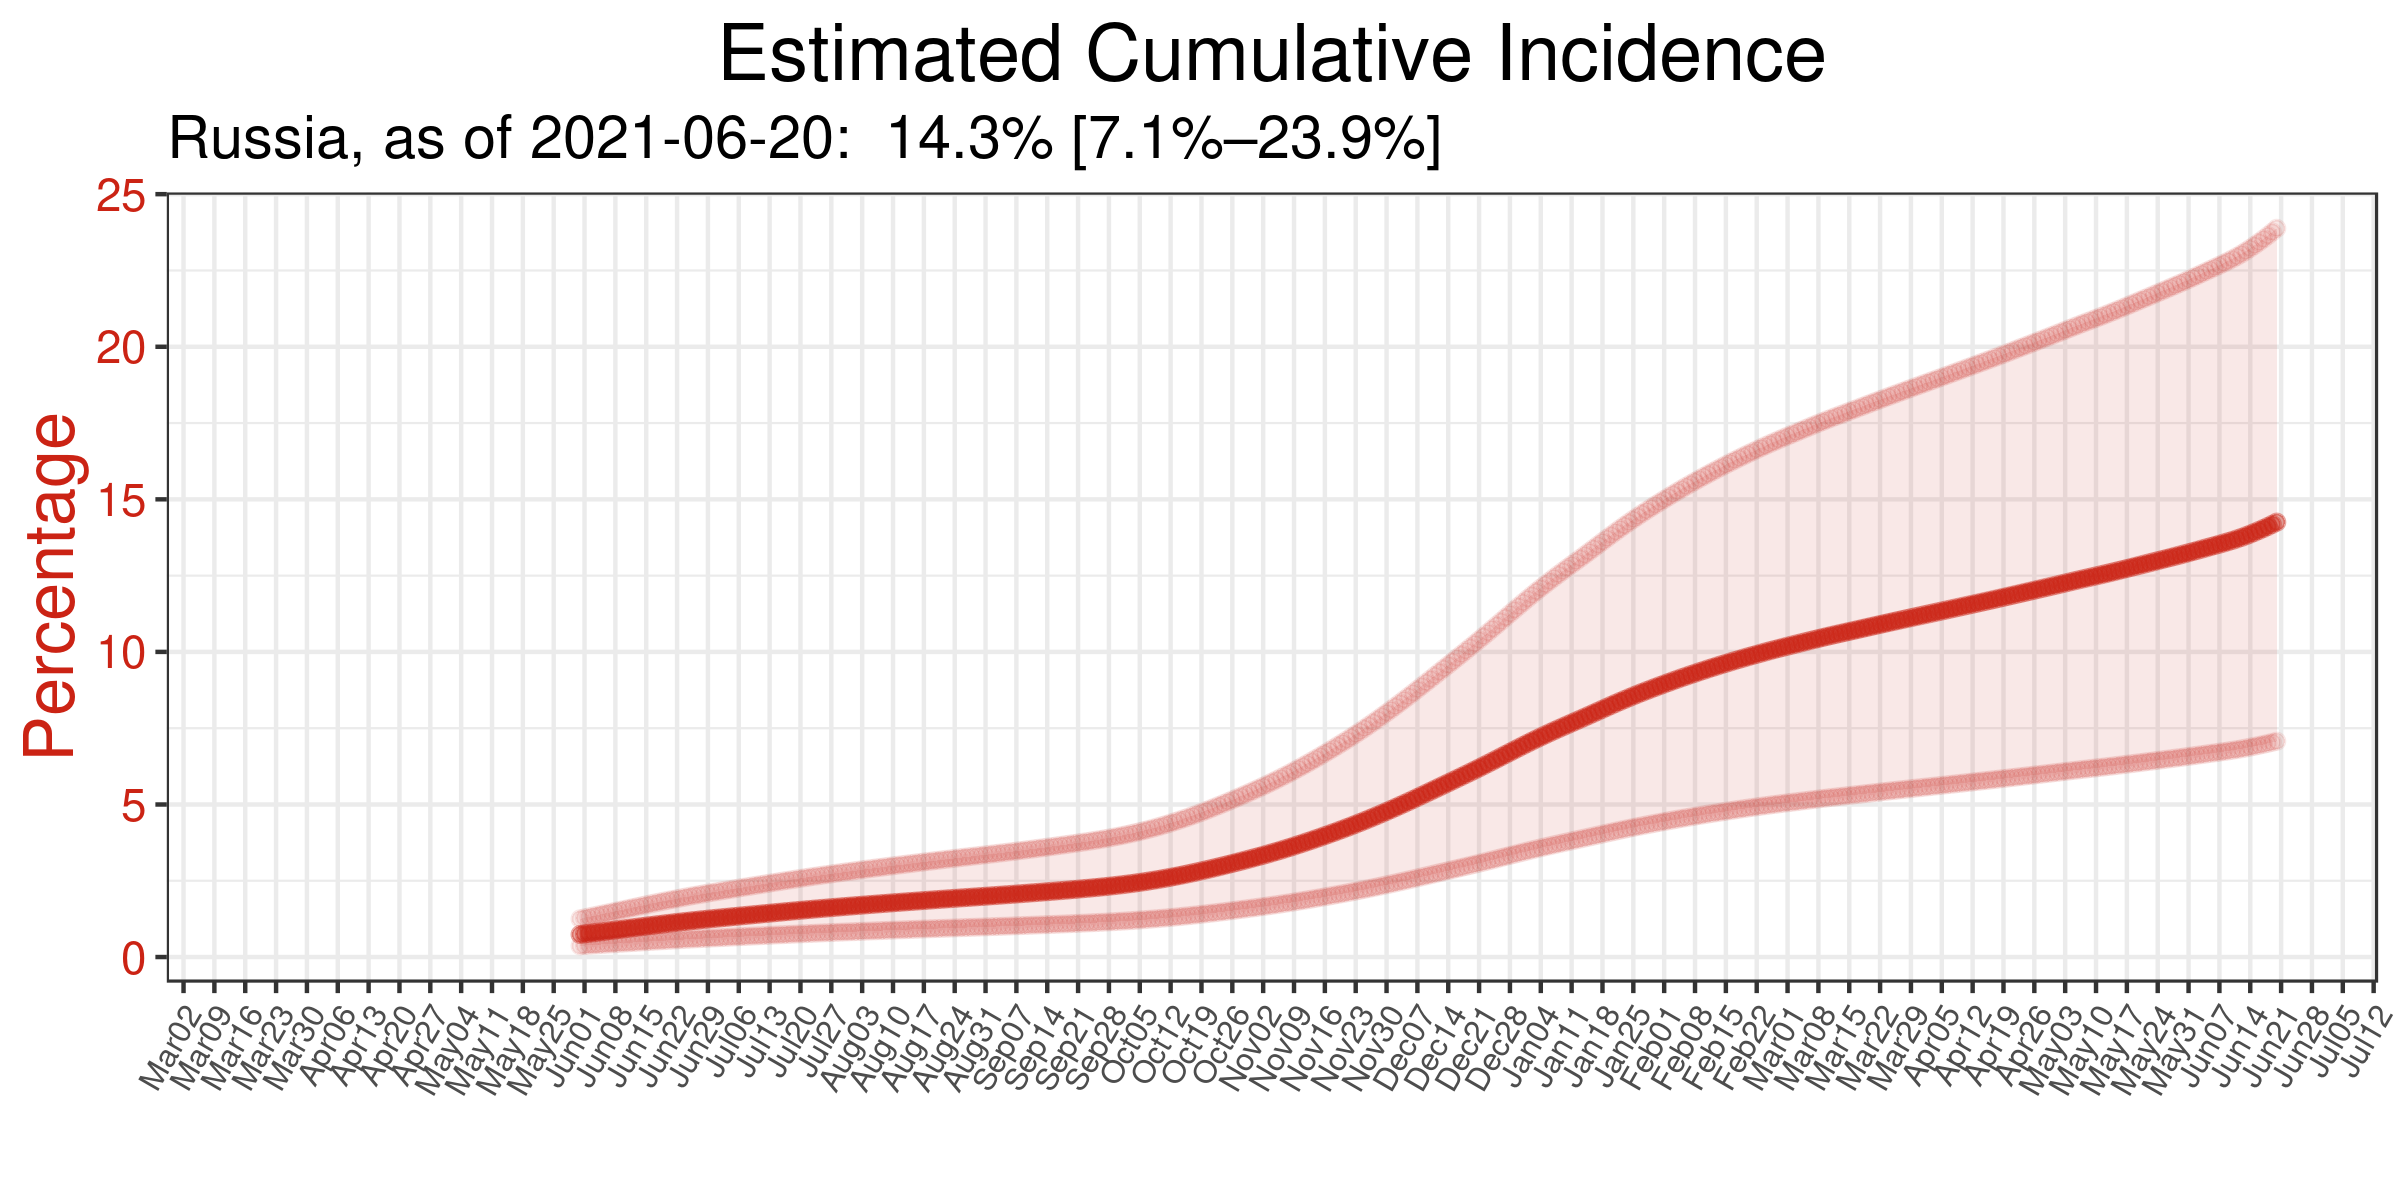 Estimated Cumulative Incidence
Russia, as of 2021-06-20:  14.3% [7.1%–23.9%]
Percentage
25
20
15
10
5
0
Mar02
Mar09
Mar16
Mar23
Mar30
Apr06
Apr13
Apr20
Apr27
May04
May11
May18
May25
Jun01
Jun08
Jun15
Jun22
Jun29
Jul06
Jul13
Jul20
Jul27
Aug03
Aug10
Aug17
Aug24
Aug31
Sep07
Sep14
Sep21
Sep28
Oct05
Oct12
Oct19
Oct26
Nov02
Nov09
Nov16
Nov23
Nov30
Dec07
Dec14
Dec21
Dec28
Jan04
Jan11
Jan18
Jan25
Feb01
Feb08
Feb15
Feb22
Mar01
Mar08
Mar15
Mar22
Mar29
Apr05
Apr12
Apr19
Apr26
May03
May10
May17
May24
May31
Jun07
Jun14
Jun21
Jun28
Jul05
Jul12